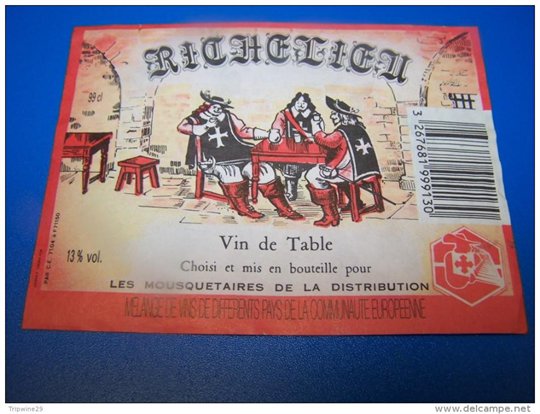 RICHELIEU
99 cl
3 267681 999130
Vin de Table
13 % vol.
Choisi et mis en bouteille pour
LES MOUSQUETAIRES DE LA DISTRIBUTION
MELANGE DE VINS DE DIFFERENTS PAYS DE LA COMMUNAUTE EUROPEENNE
Tripwine29
www.delcampe.net